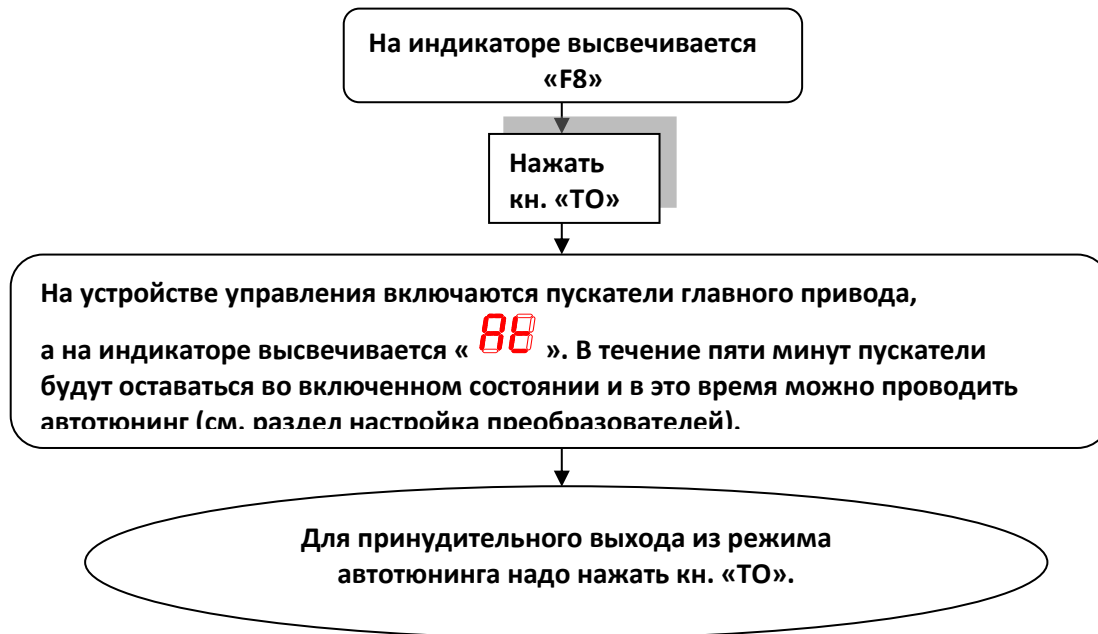 На индикаторе высвечивается
«F8»
Нажать
кн. «ТО»
На устройстве управления включаются пускатели главного привода,
а на индикаторе высвечивается « At ». В течение пяти минут пускатели
будут оставаться во включенном состоянии и в это время можно проводить
автотюнинг (см. раздел настройка преобразователей).
Для принудительного выхода из режима
автотюнинга надо нажать кн. «ТО».